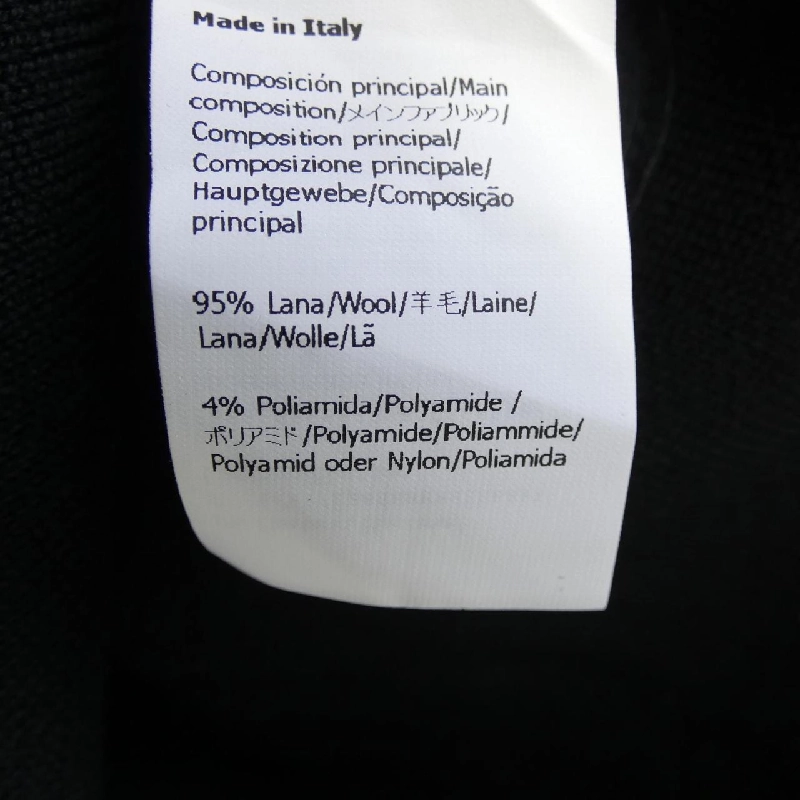 Made in Italy
Composición principal/Main
composition/メインファブリック/
Composition principal/
Composizione principale/
Hauptgewebe/Composição
principal
95% Lana/Wool/羊毛/Laine/
Lana/Wolle/Lã
4% Poliamida/Polyamide /
ポリアミド/Polyamide/Poliammide/
Polyamid oder Nylon/Poliamida